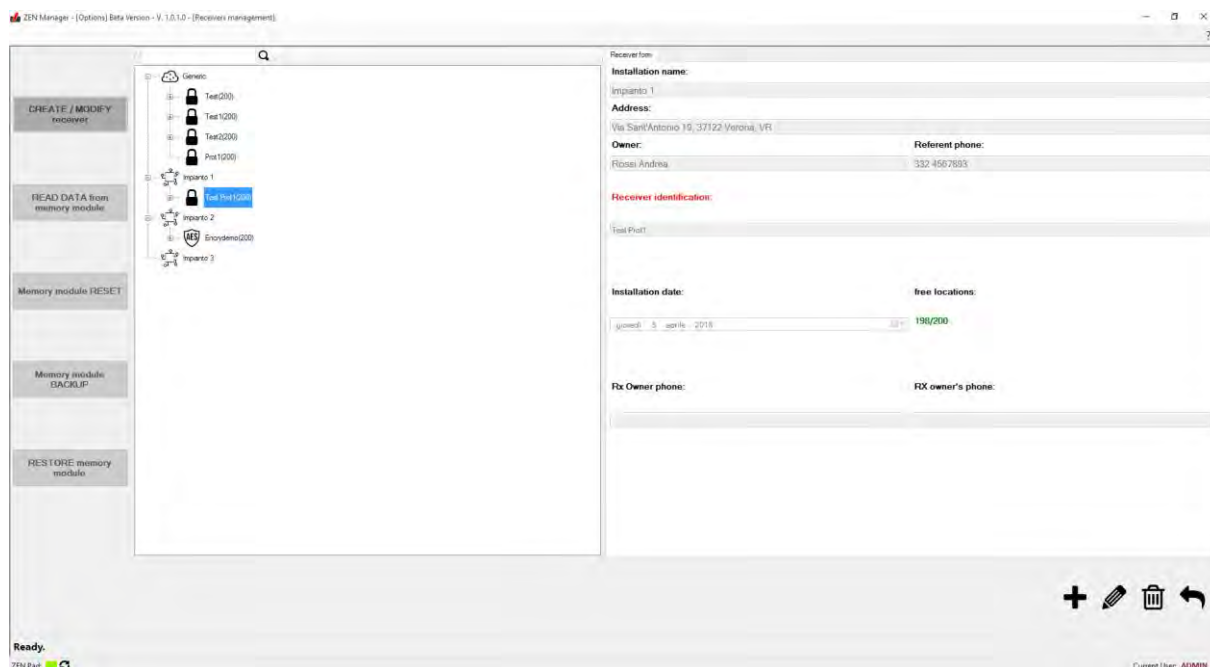 ZEN Manager - [Options] Beta Version - V. 1.0.1.0 - [Receivers management]
?
CREATE / MODIFY
receiver
READ DATA from
memory module
Memory module RESET
Memory module
BACKUP
RESTORE memory
module
Generic
Test(200)
Test1(200)
Test2(200)
Prot1(200)
Impianto 1
Test Prot1(200)
Impianto 2
AES
Encrydemo(200)
Impianto 3
Receiver form
Installation name:
Impianto 1
Address:
Via Sant'Antonio 19, 37122 Verona, VR
Owner:
Referent phone:
Rossi Andrea
332 4567893
Receiver identification:
Test Prot1
Installation date:
free locations:
giovedì 5 aprile 2018
198/200
Rx Owner phone:
RX owner's phone:
Ready.
ZEN Pad:
Current User: ADMIN